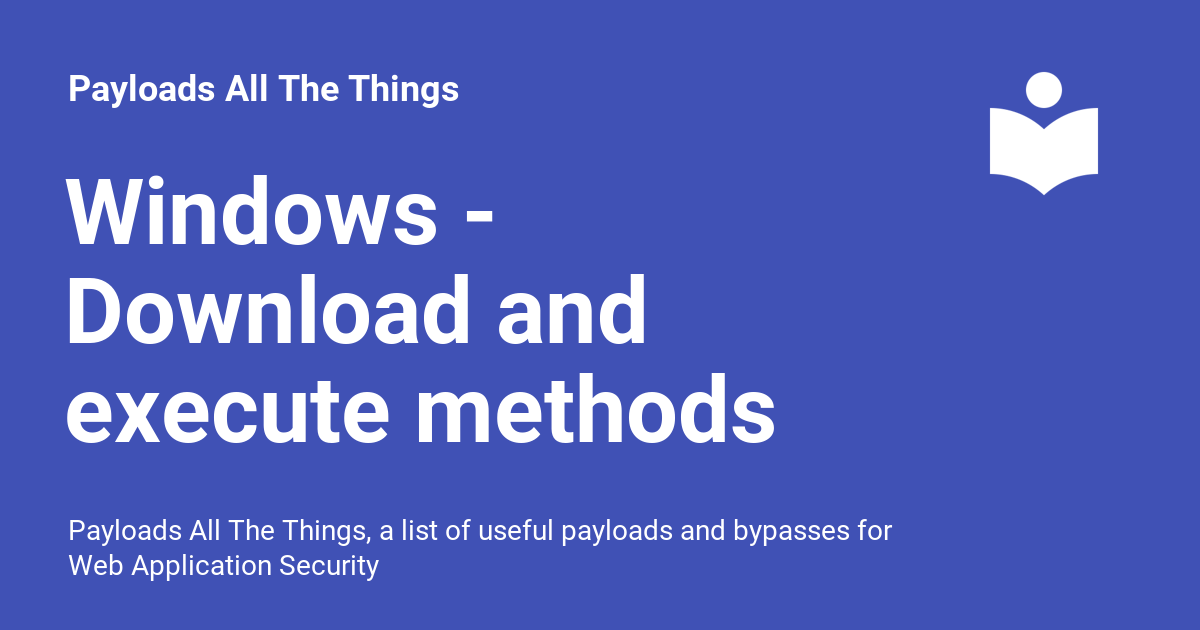 Payloads All The Things
Windows -
Download and
execute methods
Payloads All The Things, a list of useful payloads and bypasses for
Web Application Security